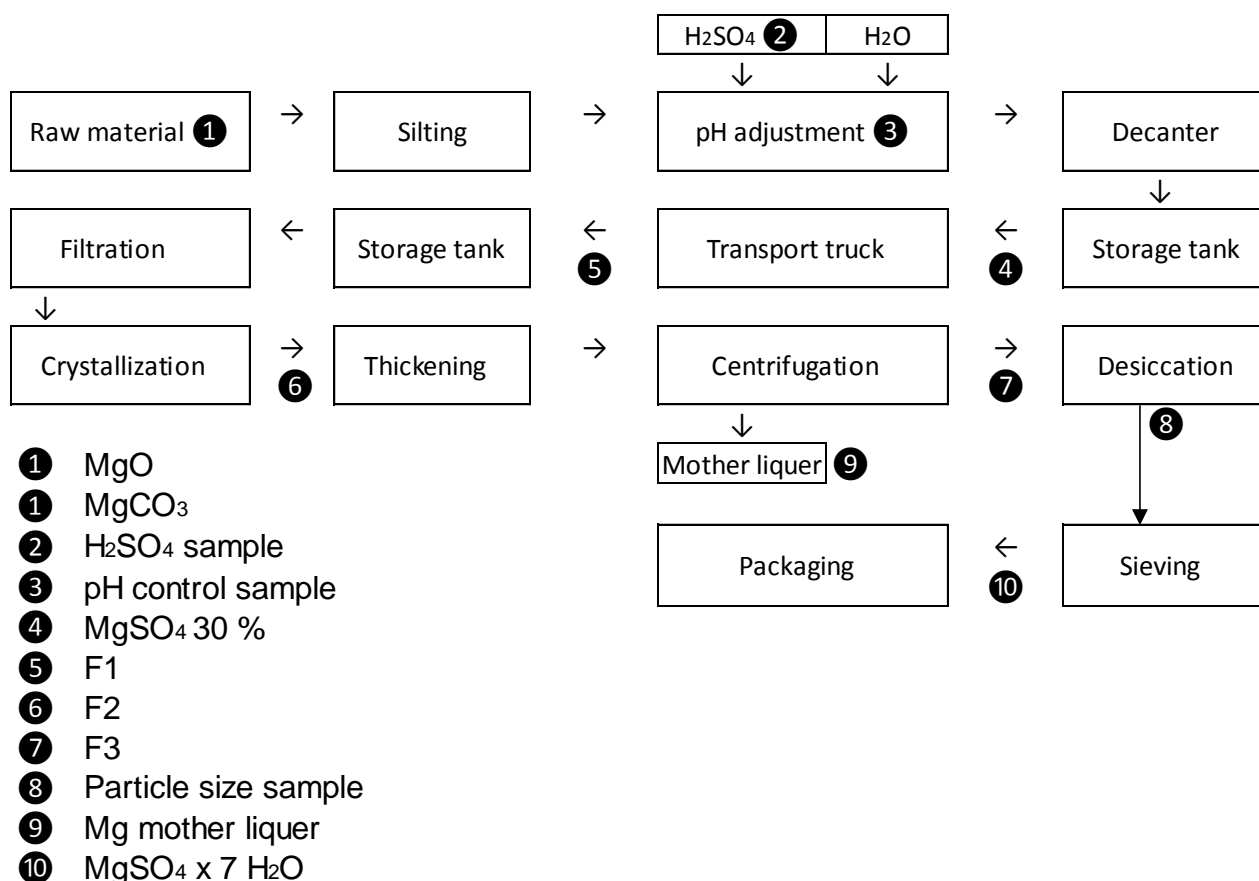 H₂SO₄ ❷ H₂O
Raw material ❶ → Silting → pH adjustment ❸ → Decanter
Filtration ← Storage tank ← ❺ Transport truck ← ❹ Storage tank
Crystallization → ❻ Thickening → Centrifugation → ❼ Desiccation
❽
Mother liquer ❾
Packaging ← ❿ Sieving
❶ MgO
❶ MgCO₃
❷ H₂SO₄ sample
❸ pH control sample
❹ MgSO₄ 30 %
❺ F1
❻ F2
❼ F3
❽ Particle size sample
❾ Mg mother liquer
❿ MgSO₄ x 7 H₂O